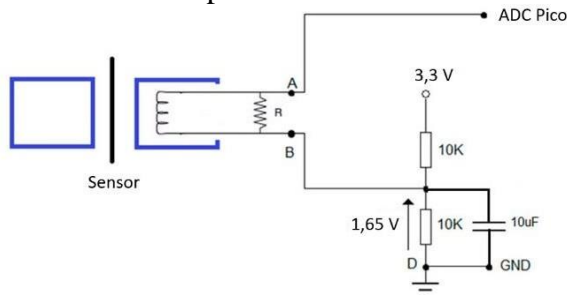 ADC Pico
3,3 V
A
R
10K
B
Sensor
1,65 V
10K
10uF
D
GND